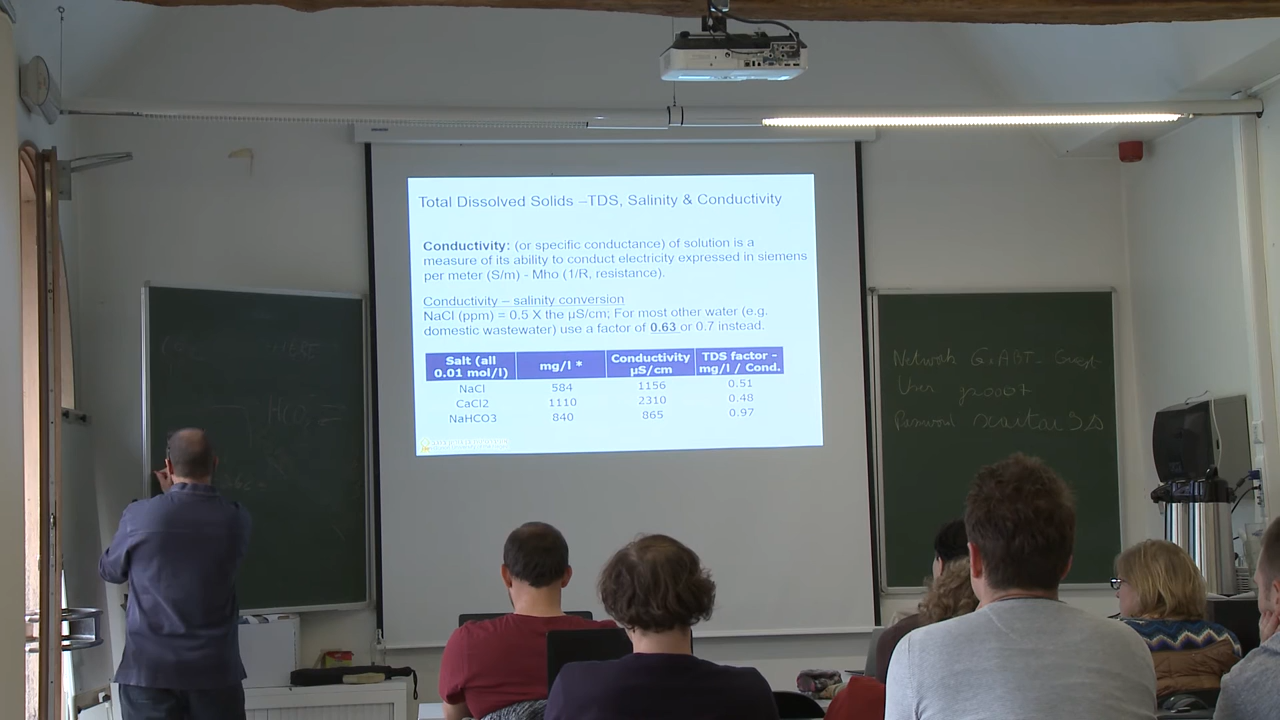 Total Dissolved Solids –TDS, Salinity & Conductivity
Conductivity: (or specific conductance) of solution is a
measure of its ability to conduct electricity expressed in siemens
per meter (S/m) - Mho (1/R, resistance).
Conductivity – salinity conversion
NaCl (ppm) = 0.5 X the µS/cm; For most other water (e.g.
domestic wastewater) use a factor of 0.63 or 0.7 instead.
Salt (all 0.01 mol/l) mg/l * Conductivity µS/cm TDS factor - mg/l / Cond.
NaCl 584 1156 0.51
CaCl2 1110 2310 0.48
NaHCO3 840 865 0.97
Network GxABT-Guest
User
Password